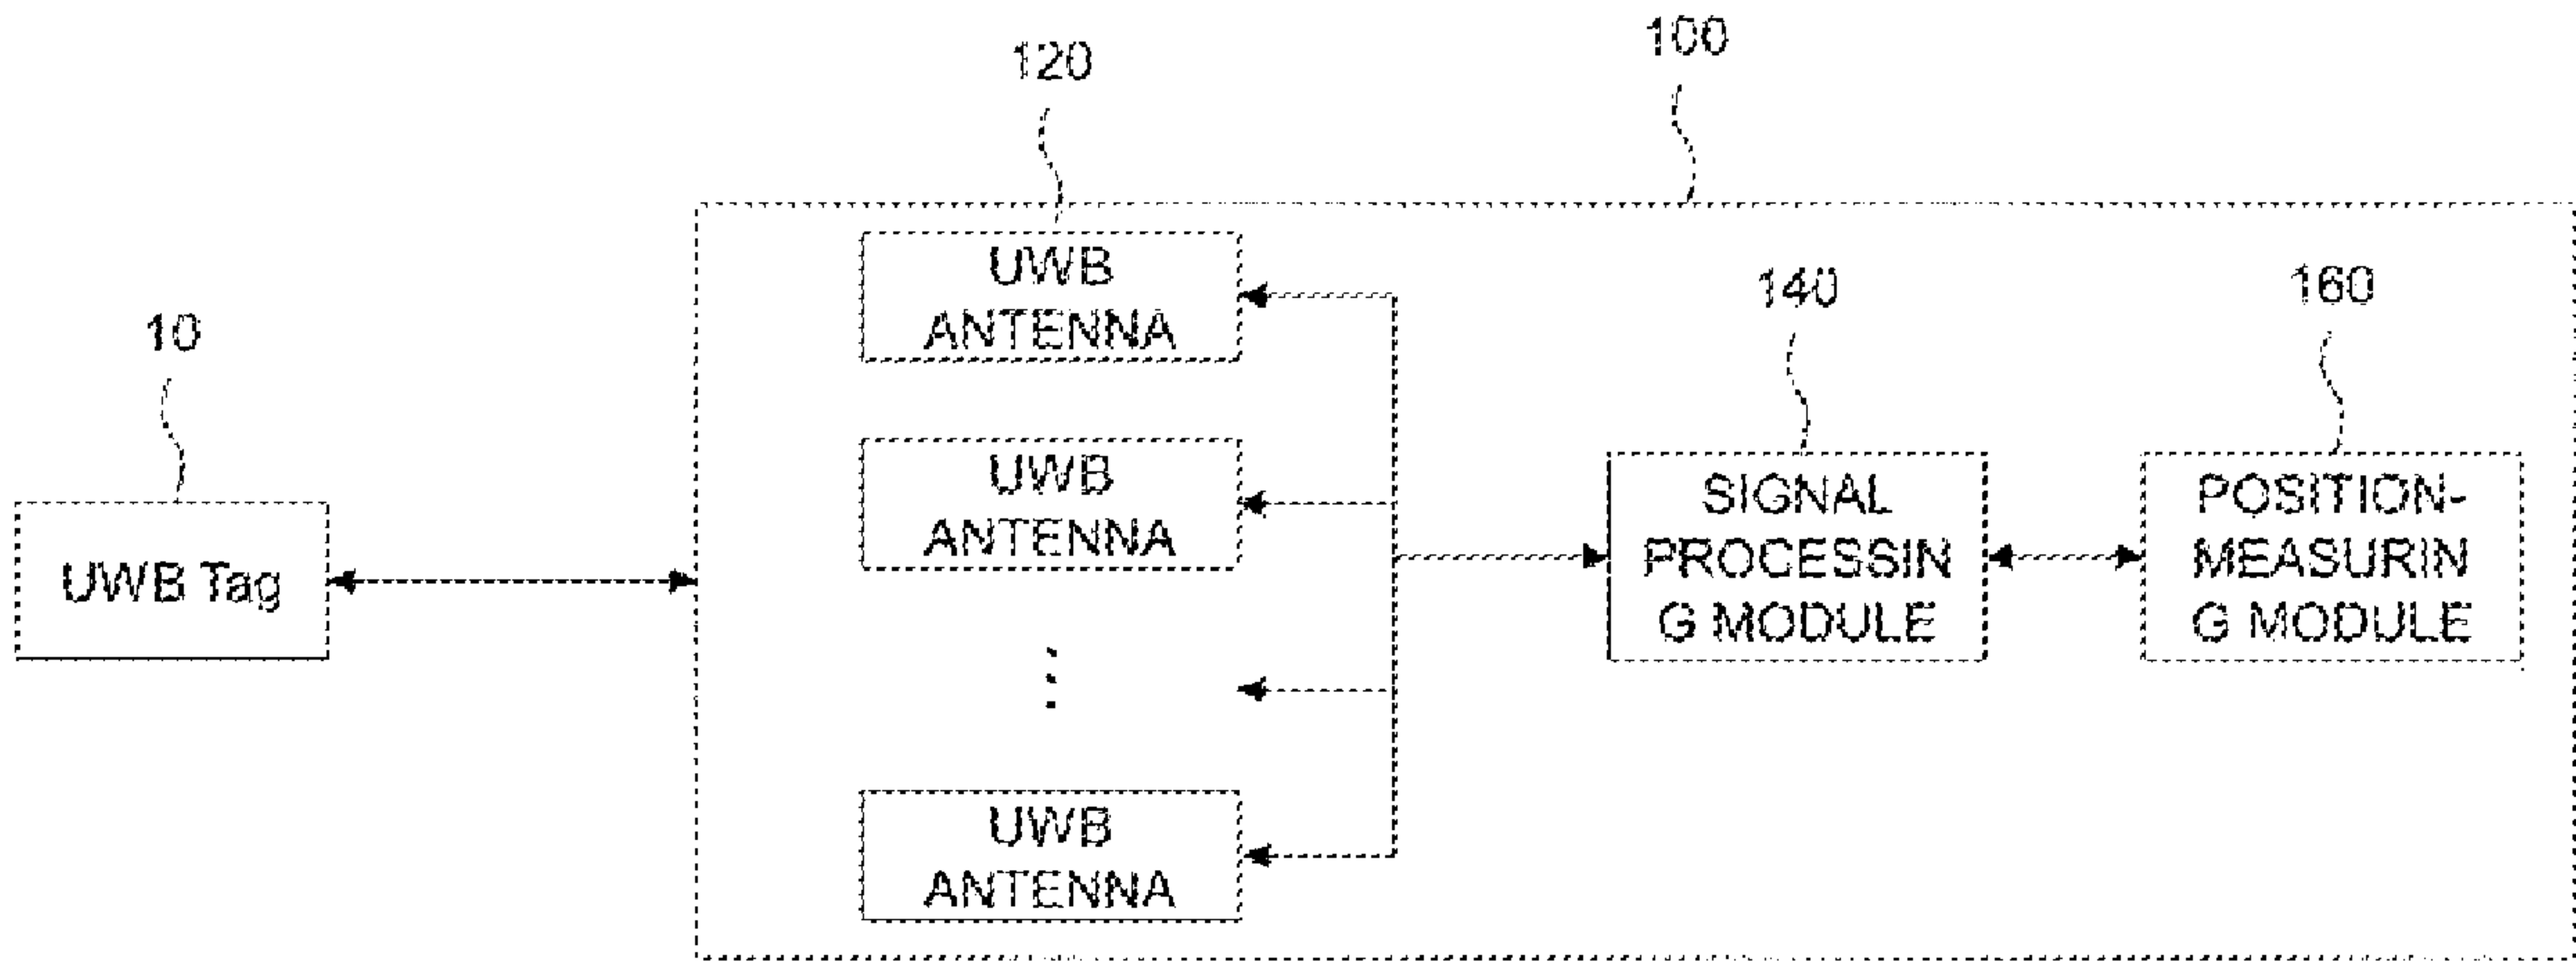 100
120
UWB
ANTENNA
140
160
10
UWB
ANTENNA
SIGNAL
PROCESSIN
G MODULE
POSITION-
MEASURIN
G MODULE
UWB Tag
UWB
ANTENNA